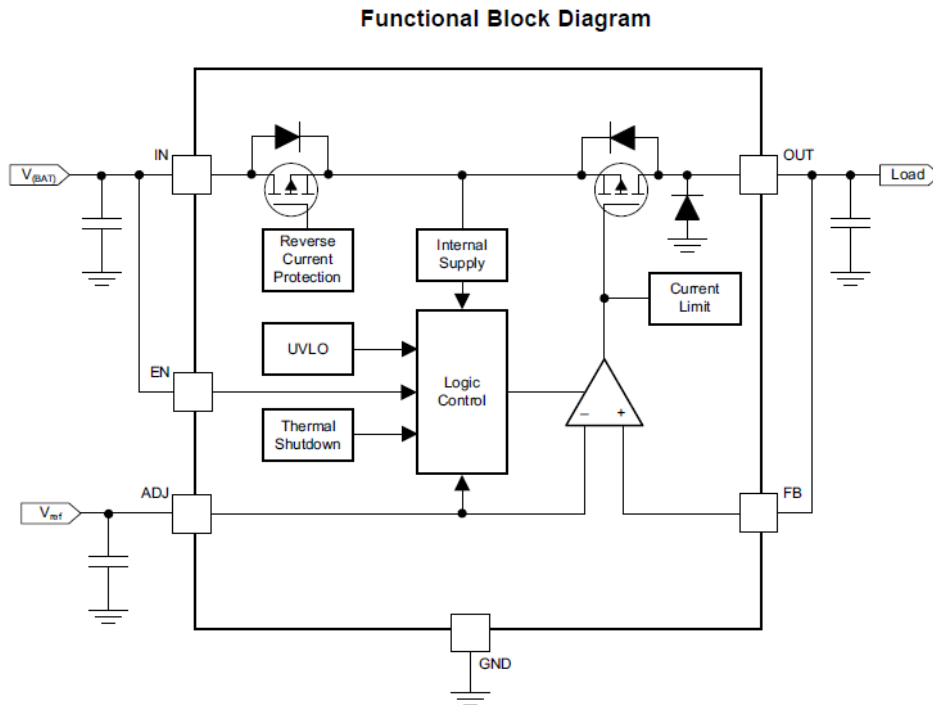 Functional Block Diagram
IN
OUT
V(BAT)
Load
Reverse
Current
Protection
Internal
Supply
Current
Limit
UVLO
EN
Logic
Control
Thermal
Shutdown
– +
ADJ
FB
Vref
GND